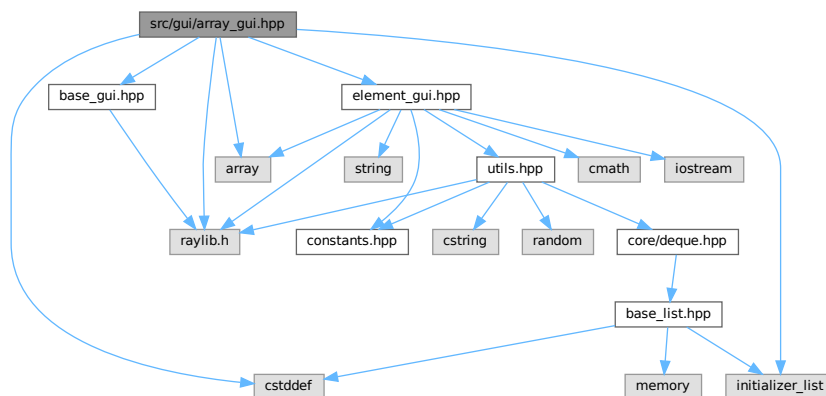 src/gui/array_gui.hpp
base_gui.hpp
element_gui.hpp
array
string
utils.hpp
cmath
iostream
raylib.h
constants.hpp
cstring
random
core/deque.hpp
base_list.hpp
cstddef
memory
initializer_list